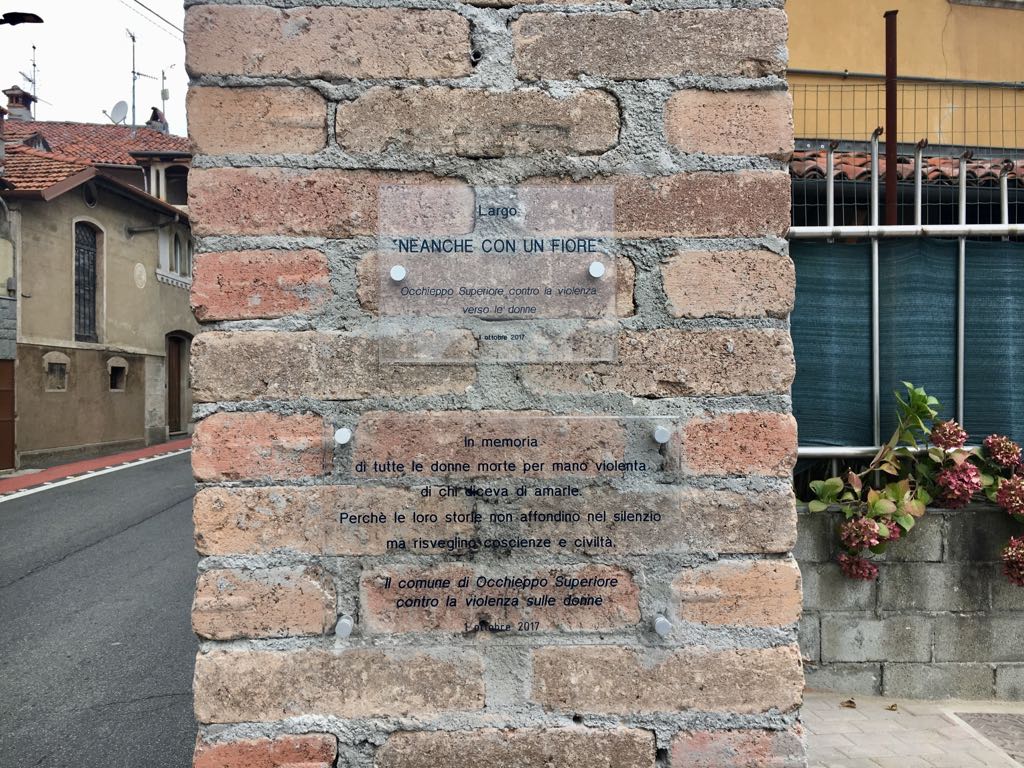 Largo
"NEANCHE CON UN FIORE"
Occhieppo Superiore contro la violenza
verso le donne
1 ottobre 2017
In memoria
di tutte le donne morte per mano violenta
di chi diceva di amarle.
Perchè le loro storie non affondino nel silenzio
ma risveglino coscienze e civiltà.
Il comune di Occhieppo Superiore
contro la violenza sulle donne
1 ottobre 2017